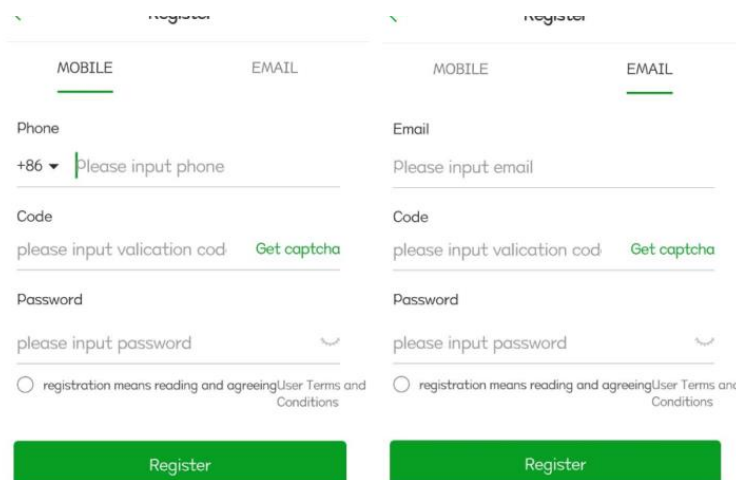 Register
MOBILE
EMAIL
Phone
+86
Please input phone
Code
please input valication cod
Get captcha
Password
please input password
registration means reading and agreeingUser Terms and
Conditions
Register
Register
MOBILE
EMAIL
Email
Please input email
Code
please input valication cod
Get captcha
Password
please input password
registration means reading and agreeingUser Terms and
Conditions
Register